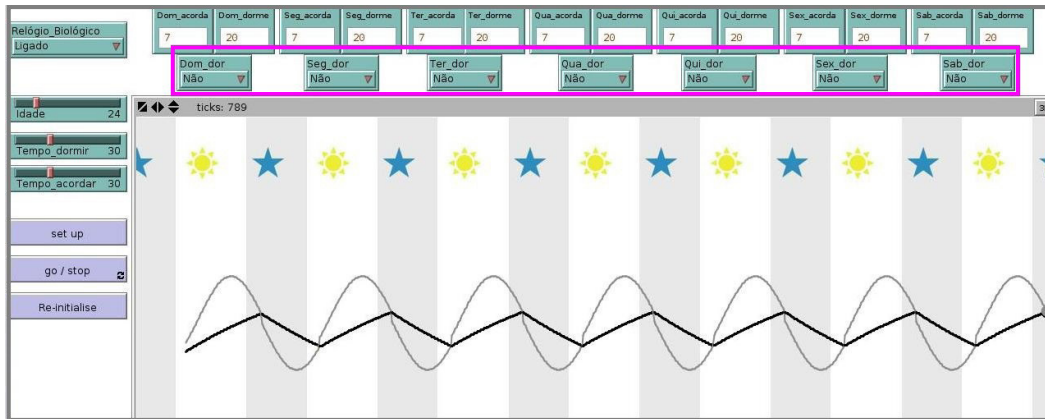 Dom_acorda Dom_dorme Seg_acorda Seg_dorme Ter_acorda Ter_dorme Qua_acorda Qua_dorme Qui_acorda Qui_dorme Sex_acorda Sex_dorme Sab_acorda Sab_dorme
7 20 7 20 7 20 7 20 7 20 7 20 7 20
Relógio_Biológico
Ligado
Dom_dor Seg_dor Ter_dor Qua_dor Qui_dor Sex_dor Sab_dor
Não Não Não Não Não Não Não
ticks: 789
Idade 24
Tempo_dormir 30
Tempo_acordar 30
set up
go / stop
Re-initialise